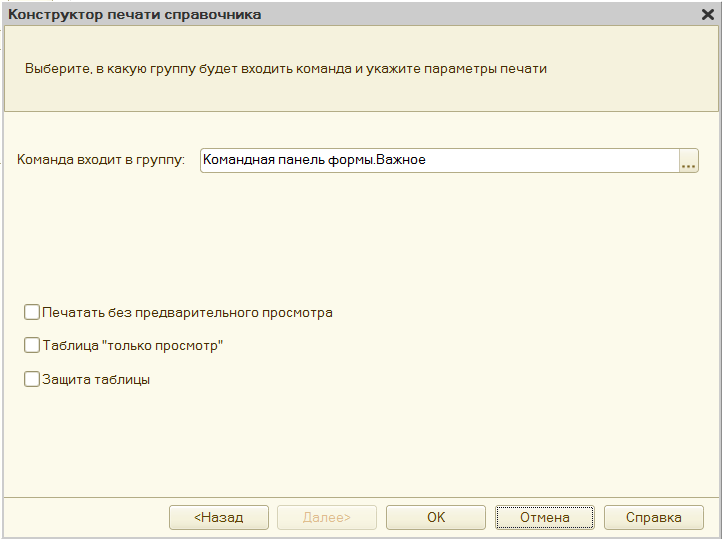 Конструктор печати справочника
Выберите, в какую группу будет входить команда и укажите параметры печати
Команда входит в группу: Командная панель формы.Важное ...
Печатать без предварительного просмотра
Таблица "только просмотр"
Защита таблицы
<Назад Далее> OK Отмена Справка